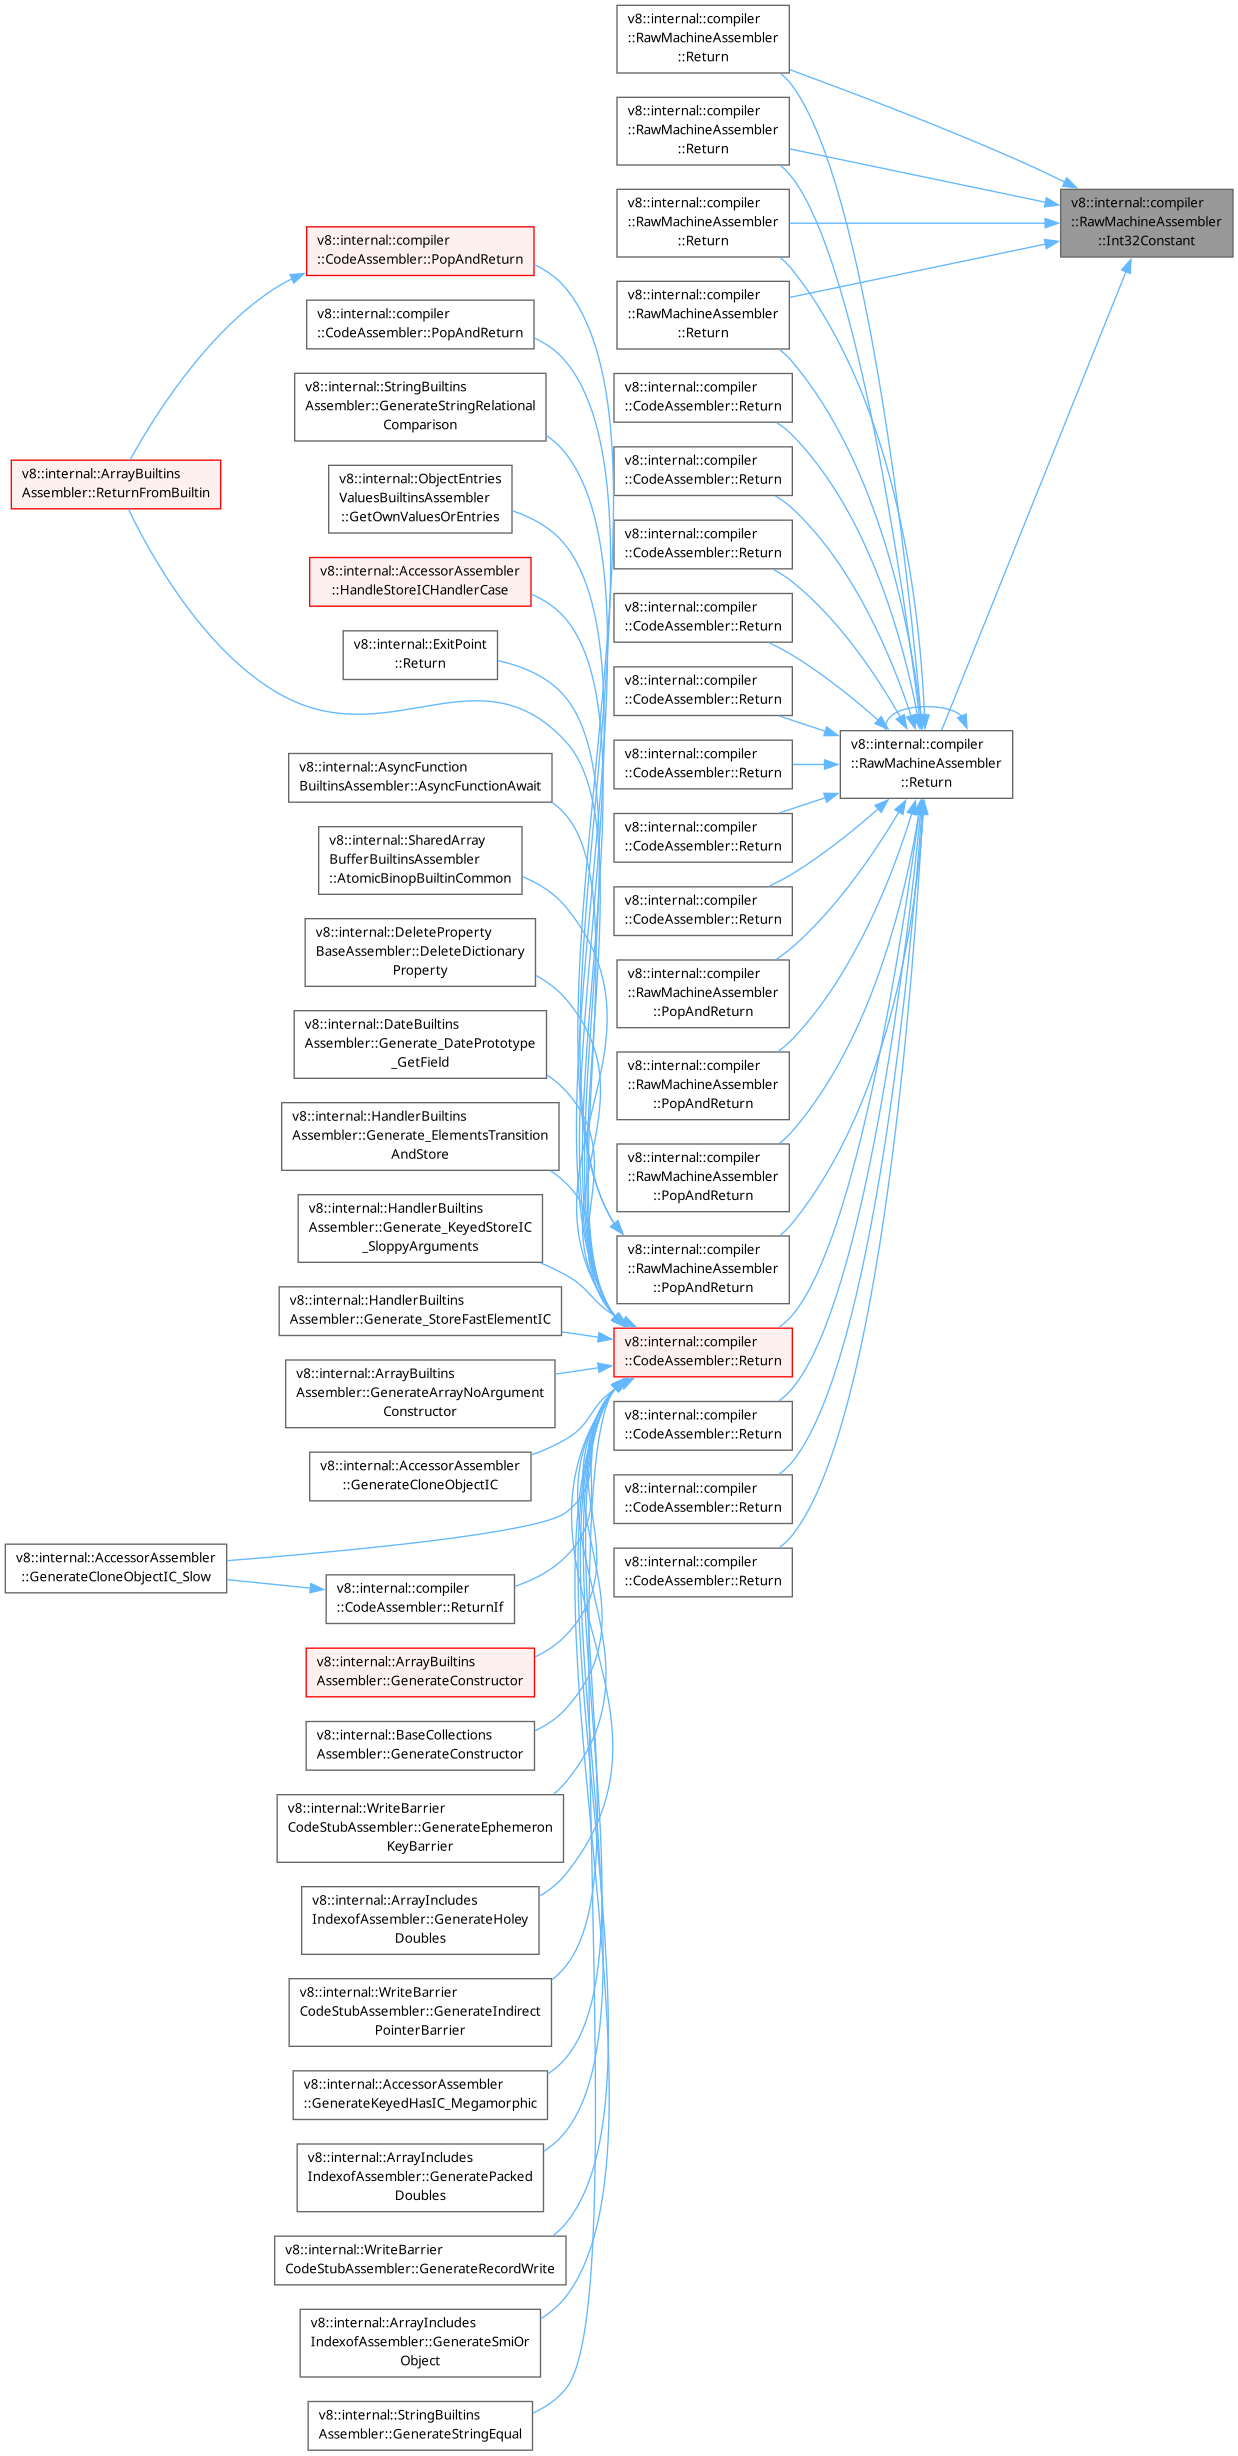 v8::internal::compiler
::RawMachineAssembler
::Int32Constant
v8::internal::compiler
::RawMachineAssembler
::Return
v8::internal::compiler
::RawMachineAssembler
::Return
v8::internal::compiler
::RawMachineAssembler
::Return
v8::internal::compiler
::RawMachineAssembler
::Return
v8::internal::compiler
::RawMachineAssembler
::Return
v8::internal::compiler
::CodeAssembler::Return
v8::internal::compiler
::CodeAssembler::Return
v8::internal::compiler
::CodeAssembler::Return
v8::internal::compiler
::CodeAssembler::Return
v8::internal::compiler
::CodeAssembler::Return
v8::internal::compiler
::CodeAssembler::Return
v8::internal::compiler
::CodeAssembler::Return
v8::internal::compiler
::CodeAssembler::Return
v8::internal::compiler
::RawMachineAssembler
::PopAndReturn
v8::internal::compiler
::RawMachineAssembler
::PopAndReturn
v8::internal::compiler
::RawMachineAssembler
::PopAndReturn
v8::internal::compiler
::RawMachineAssembler
::PopAndReturn
v8::internal::compiler
::CodeAssembler::Return
v8::internal::compiler
::CodeAssembler::Return
v8::internal::compiler
::CodeAssembler::Return
v8::internal::compiler
::CodeAssembler::Return
v8::internal::compiler
::CodeAssembler::PopAndReturn
v8::internal::compiler
::CodeAssembler::PopAndReturn
v8::internal::StringBuiltins
Assembler::GenerateStringRelational
Comparison
v8::internal::ObjectEntries
ValuesBuiltinsAssembler
::GetOwnValuesOrEntries
v8::internal::AccessorAssembler
::HandleStoreICHandlerCase
v8::internal::ExitPoint
::Return
v8::internal::AsyncFunction
BuiltinsAssembler::AsyncFunctionAwait
v8::internal::SharedArray
BufferBuiltinsAssembler
::AtomicBinopBuiltinCommon
v8::internal::DeleteProperty
BaseAssembler::DeleteDictionary
Property
v8::internal::DateBuiltins
Assembler::Generate_DatePrototype
_GetField
v8::internal::HandlerBuiltins
Assembler::Generate_ElementsTransition
AndStore
v8::internal::HandlerBuiltins
Assembler::Generate_KeyedStoreIC
_SloppyArguments
v8::internal::HandlerBuiltins
Assembler::Generate_StoreFastElementIC
v8::internal::ArrayBuiltins
Assembler::GenerateArrayNoArgument
Constructor
v8::internal::AccessorAssembler
::GenerateCloneObjectIC
v8::internal::compiler
::CodeAssembler::ReturnIf
v8::internal::ArrayBuiltins
Assembler::GenerateConstructor
v8::internal::BaseCollections
Assembler::GenerateConstructor
v8::internal::WriteBarrier
CodeStubAssembler::GenerateEphemeron
KeyBarrier
v8::internal::ArrayIncludes
IndexofAssembler::GenerateHoley
Doubles
v8::internal::WriteBarrier
CodeStubAssembler::GenerateIndirect
PointerBarrier
v8::internal::AccessorAssembler
::GenerateKeyedHasIC_Megamorphic
v8::internal::ArrayIncludes
IndexofAssembler::GeneratePacked
Doubles
v8::internal::WriteBarrier
CodeStubAssembler::GenerateRecordWrite
v8::internal::ArrayIncludes
IndexofAssembler::GenerateSmiOr
Object
v8::internal::StringBuiltins
Assembler::GenerateStringEqual
v8::internal::ArrayBuiltins
Assembler::ReturnFromBuiltin
v8::internal::AccessorAssembler
::GenerateCloneObjectIC_Slow